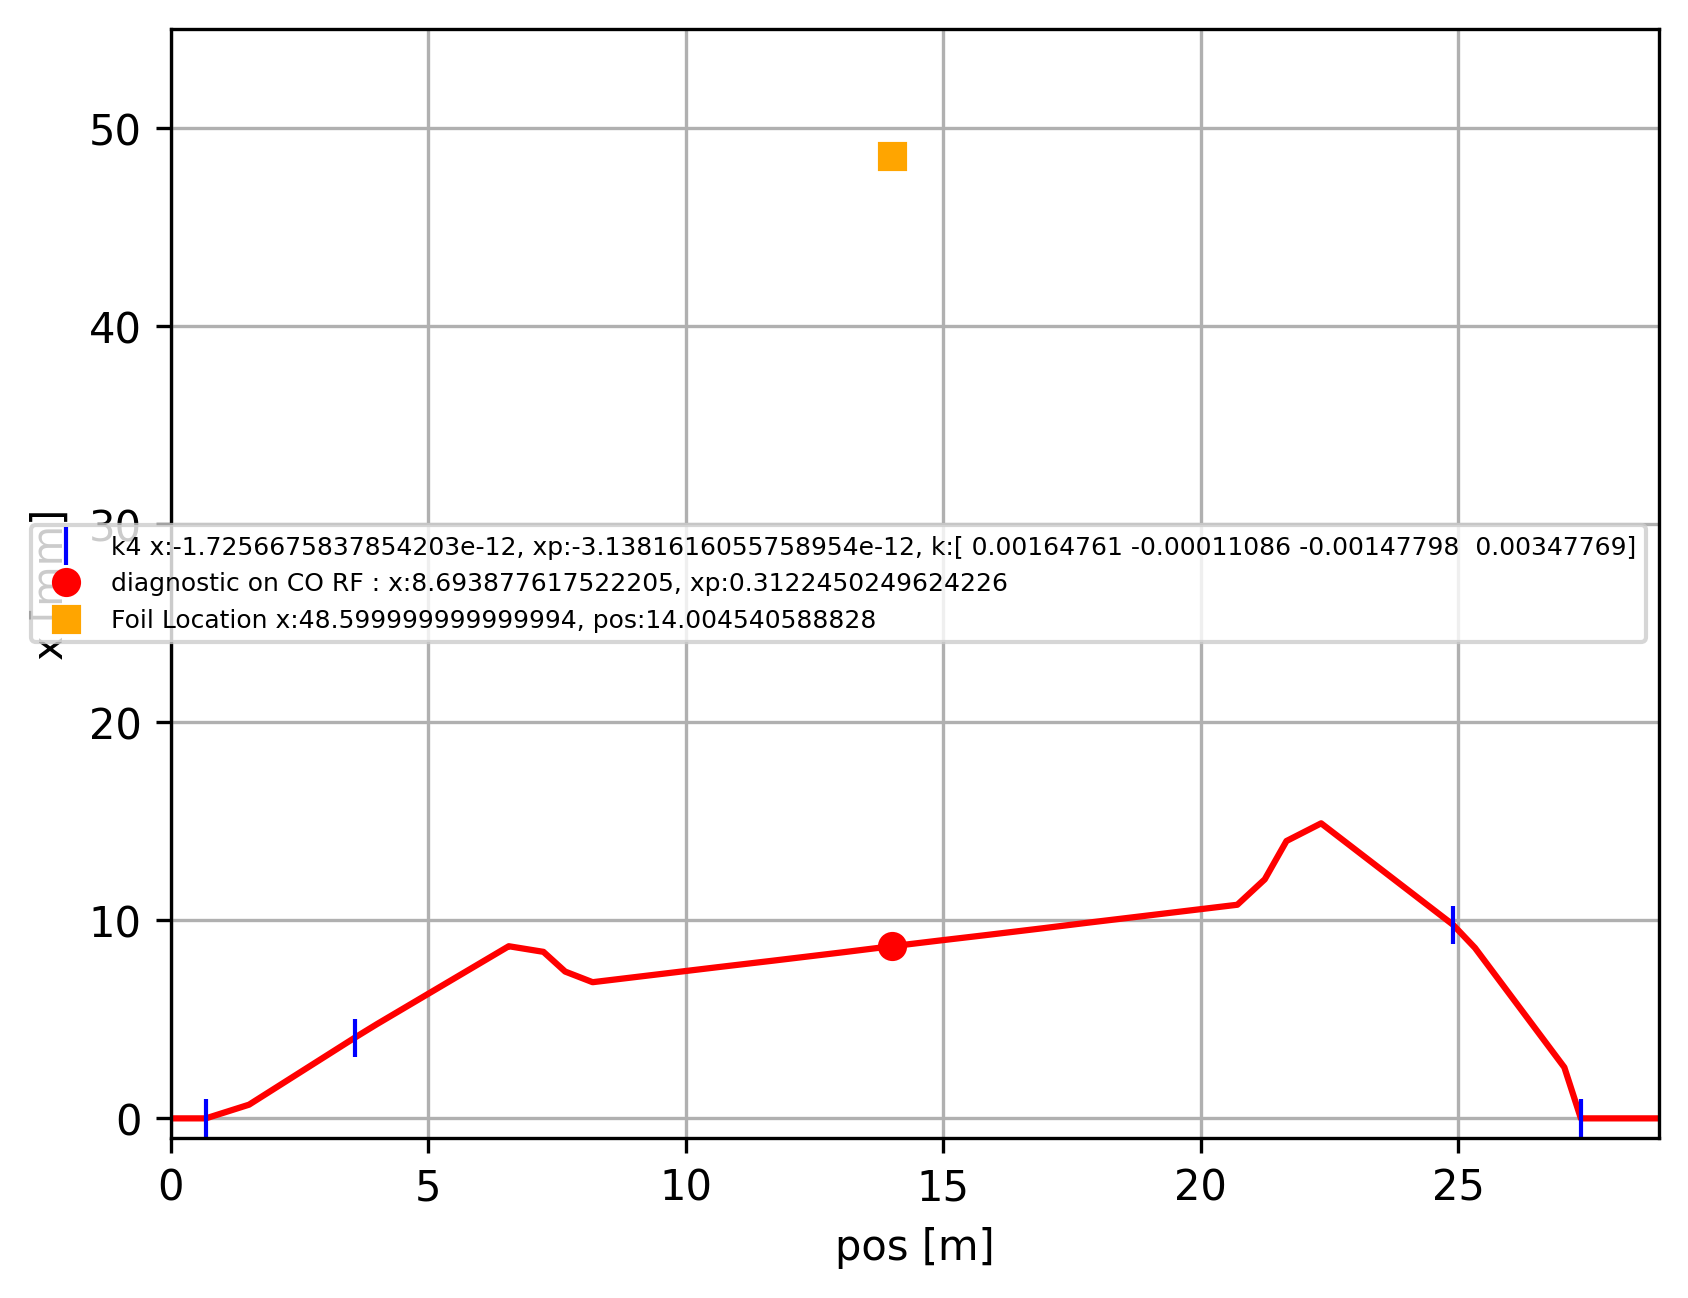 50
40
30
k4 x:-1.7256675837854203e-12, xp:-3.1381616055758954e-12, k:[ 0.00164761 -0.00011086 -0.00147798  0.00347769]
diagnostic on CO RF : x:8.693877617522205, xp:0.3122450249624226
Foil Location x:48.599999999999994, pos:14.004540588828
x [mm]
20
10
0
0 5 10 15 20 25
pos [m]